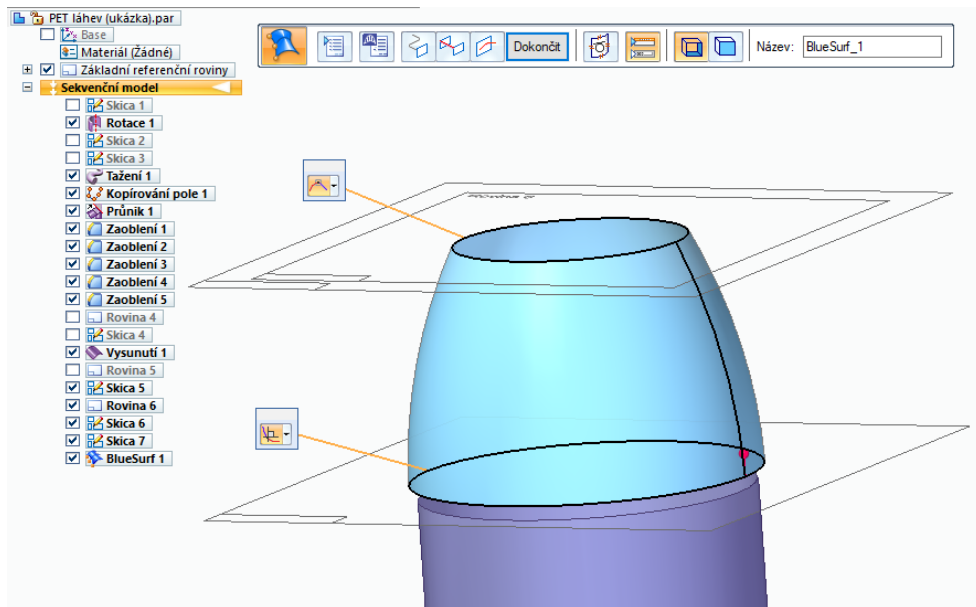 PET láhev (ukázka).par
Base
Materiál (Žádné)
Základní referenční roviny
Sekvenční model
Skica 1
Rotace 1
Skica 2
Skica 3
Tažení 1
Kopírování pole 1
Průnik 1
Zaoblení 1
Zaoblení 2
Zaoblení 3
Zaoblení 4
Zaoblení 5
Rovina 4
Skica 4
Vysunutí 1
Rovina 5
Skica 5
Rovina 6
Skica 6
Skica 7
BlueSurf 1
Dokončit
Název: BlueSurf_1